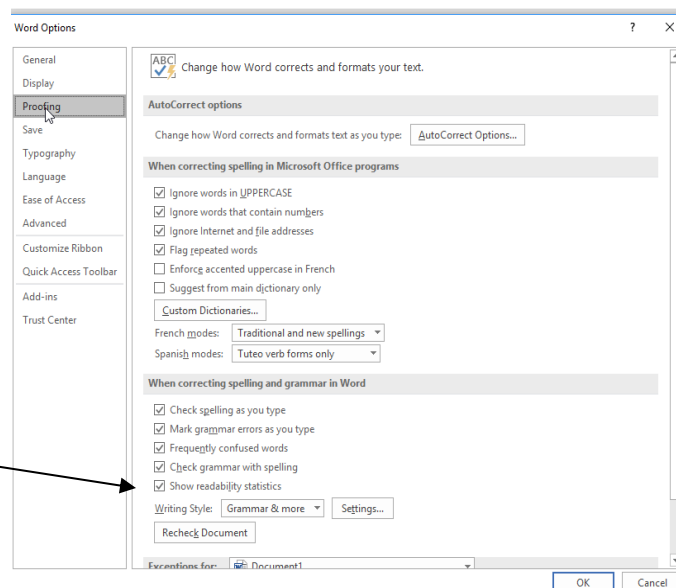 Word Options ? X
General
Display
Proofing
Save
Typography
Language
Ease of Access
Advanced
Customize Ribbon
Quick Access Toolbar
Add-ins
Trust Center
ABC Change how Word corrects and formats your text.
AutoCorrect options
Change how Word corrects and formats text as you type: AutoCorrect Options...
When correcting spelling in Microsoft Office programs
Ignore words in UPPERCASE
Ignore words that contain numbers
Ignore Internet and file addresses
Flag repeated words
Enforce accented uppercase in French
Suggest from main dictionary only
Custom Dictionaries...
French modes: Traditional and new spellings
Spanish modes: Tuteo verb forms only
When correcting spelling and grammar in Word
Check spelling as you type
Mark grammar errors as you type
Frequently confused words
Check grammar with spelling
Show readability statistics
Writing Style: Grammar & more Settings...
Recheck Document
Exceptions for: Document1
OK Cancel